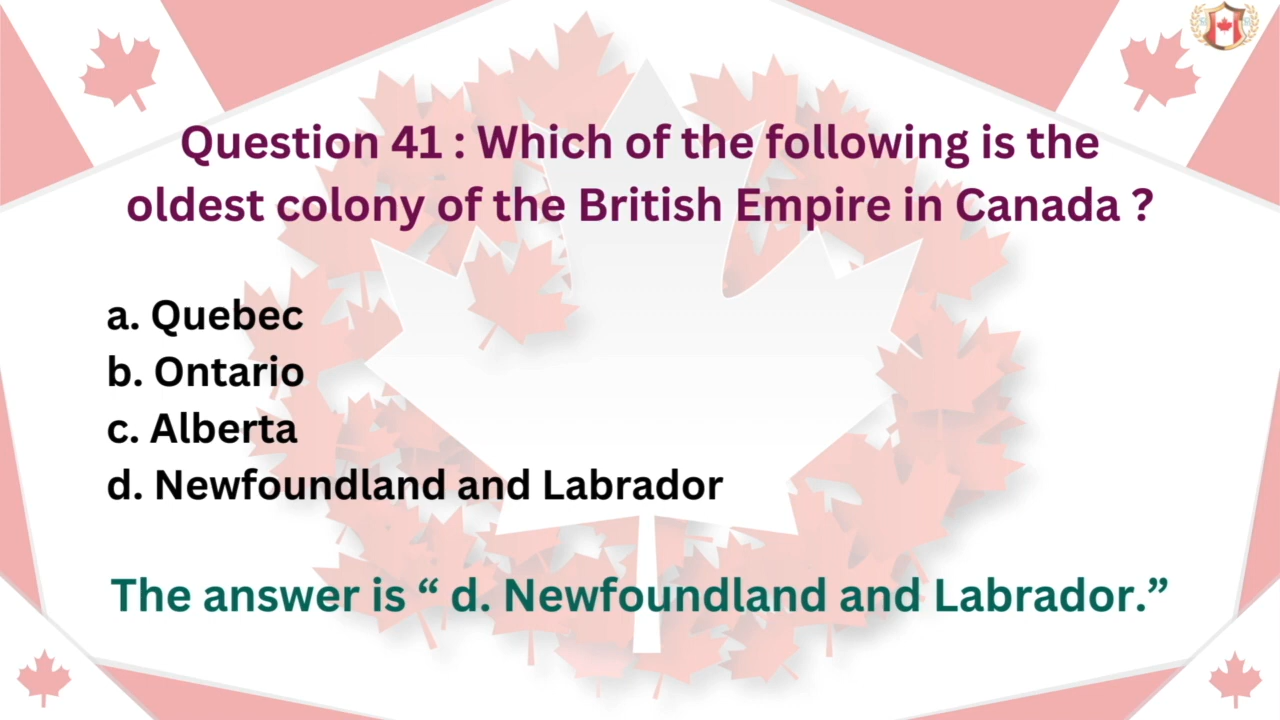 Question 41 : Which of the following is the
oldest colony of the British Empire in Canada ?
a. Quebec
b. Ontario
c. Alberta
d. Newfoundland and Labrador
The answer is “ d. Newfoundland and Labrador.”